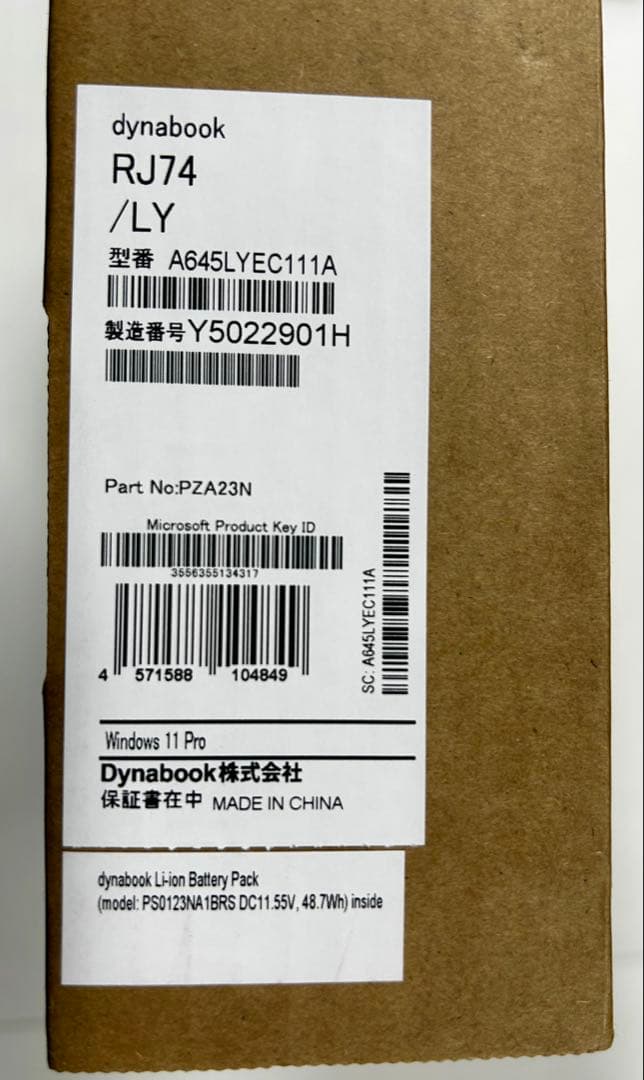 dynabook
RJ74
/LY
型番 A645LYEC111A
製造番号Y5022901H
Part No:PZA23N
Microsoft Product Key ID
3556355134317
4 571588 104849
SC: A645LYEC111A
Windows 11 Pro
Dynabook株式会社
保証書在中 MADE IN CHINA
dynabook Li-ion Battery Pack
(model: PS0123NA1BRS DC11.55V, 48.7Wh) inside